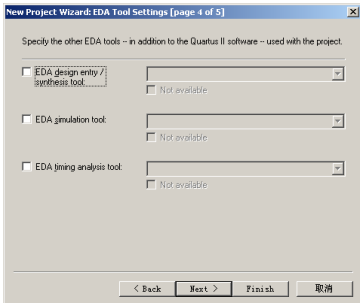 New Project Wizard: EDA Tool Settings [page 4 of 5]
Specify the other EDA tools -- in addition to the Quartus II software -- used with the project.
EDA design entry /
synthesis tool:
Not available
EDA simulation tool:
Not available
EDA timing analysis tool:
Not available
< Back Next > Finish 取消